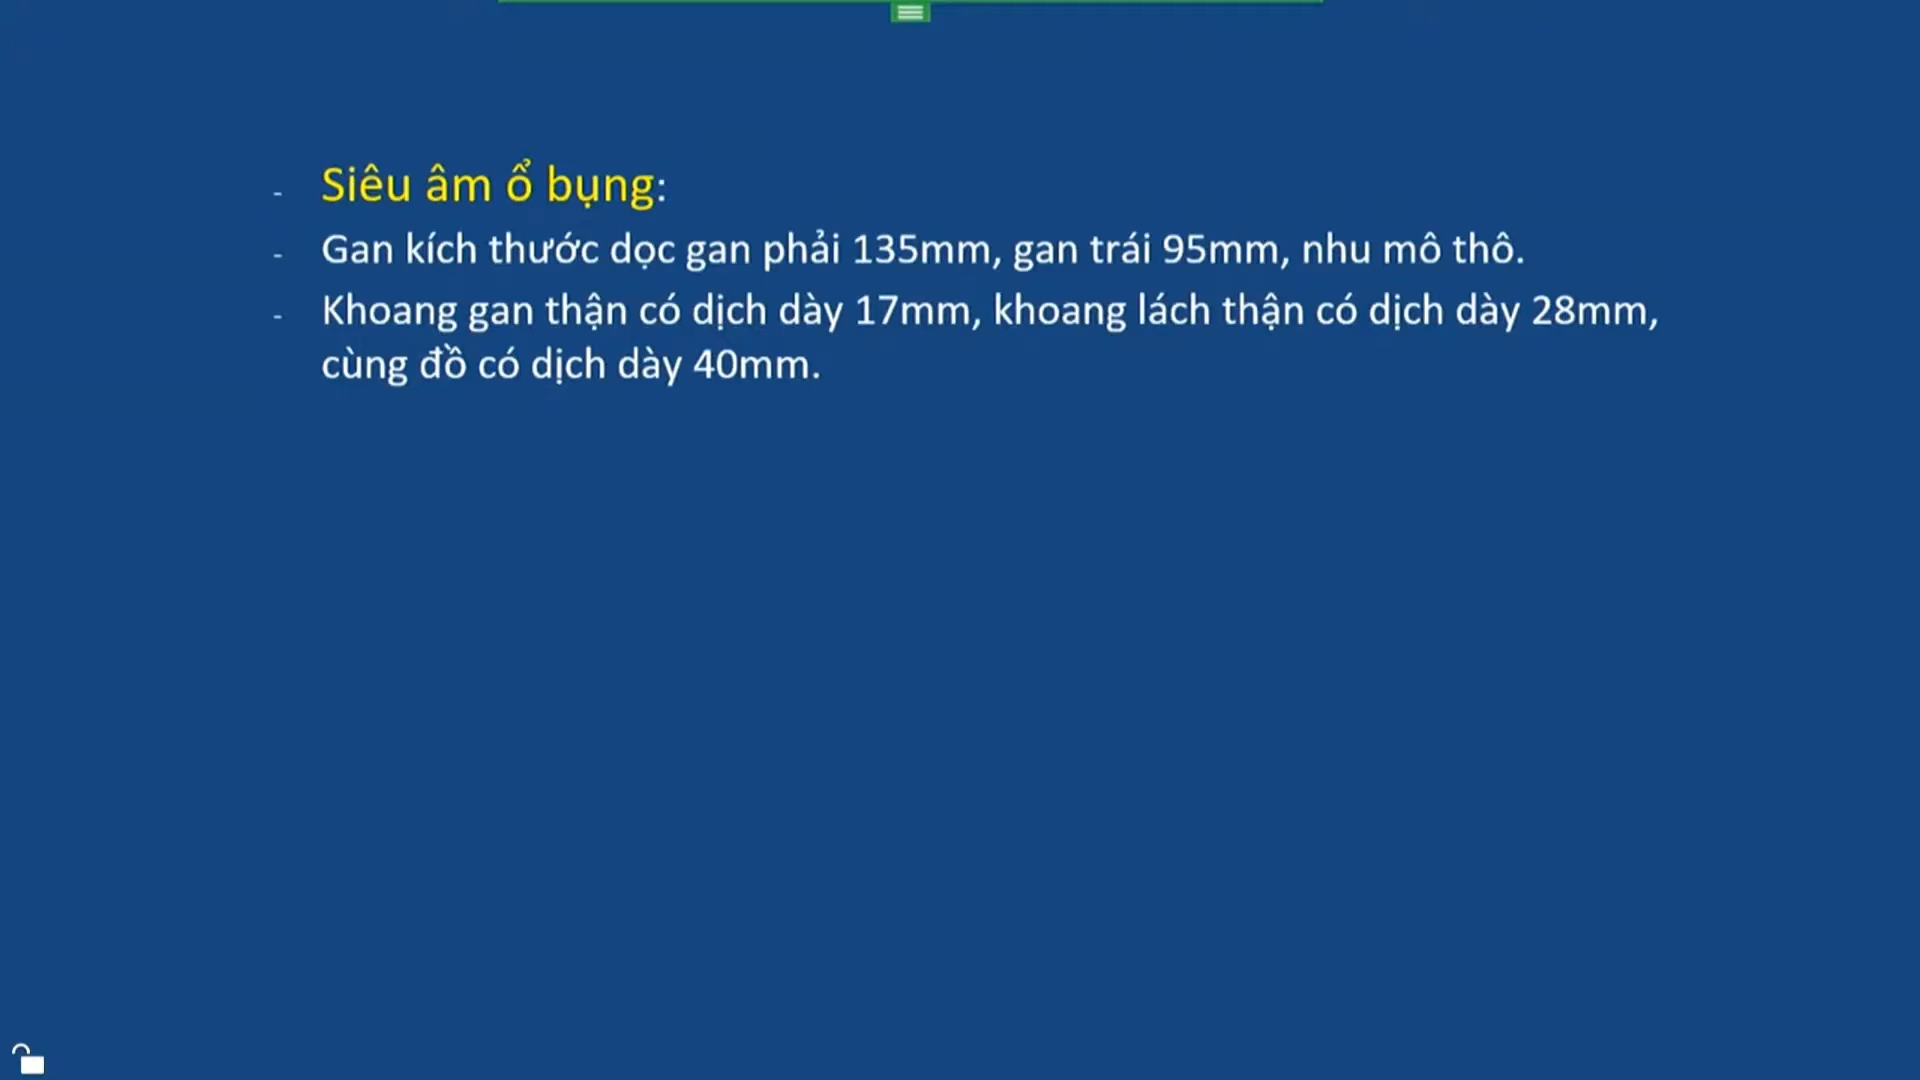 - Siêu âm ổ bụng:
- Gan kích thước dọc gan phải 135mm, gan trái 95mm, nhu mô thô.
- Khoang gan thận có dịch dày 17mm, khoang lách thận có dịch dày 28mm,
cùng đồ có dịch dày 40mm.